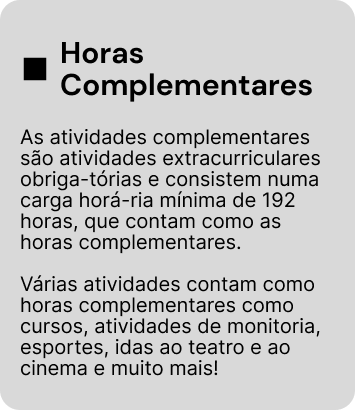 Horas
Complementares
As atividades complementares
são atividades extracurriculares
obriga-tórias e consistem numa
carga horá-ria mínima de 192
horas, que contam como as
horas complementares.
Várias atividades contam como
horas complementares como
cursos, atividades de monitoria,
esportes, idas ao teatro e ao
cinema e muito mais!